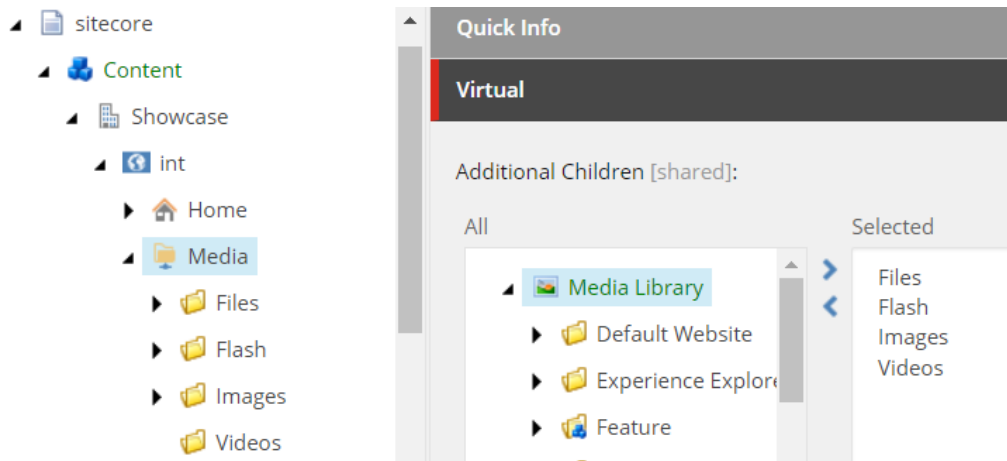 sitecore
Content
Showcase
int
Home
Media
Files
Flash
Images
Videos
Quick Info
Virtual
Additional Children [shared]:
All
Media Library
Default Website
Experience Explore
Feature
Selected
Files
Flash
Images
Videos